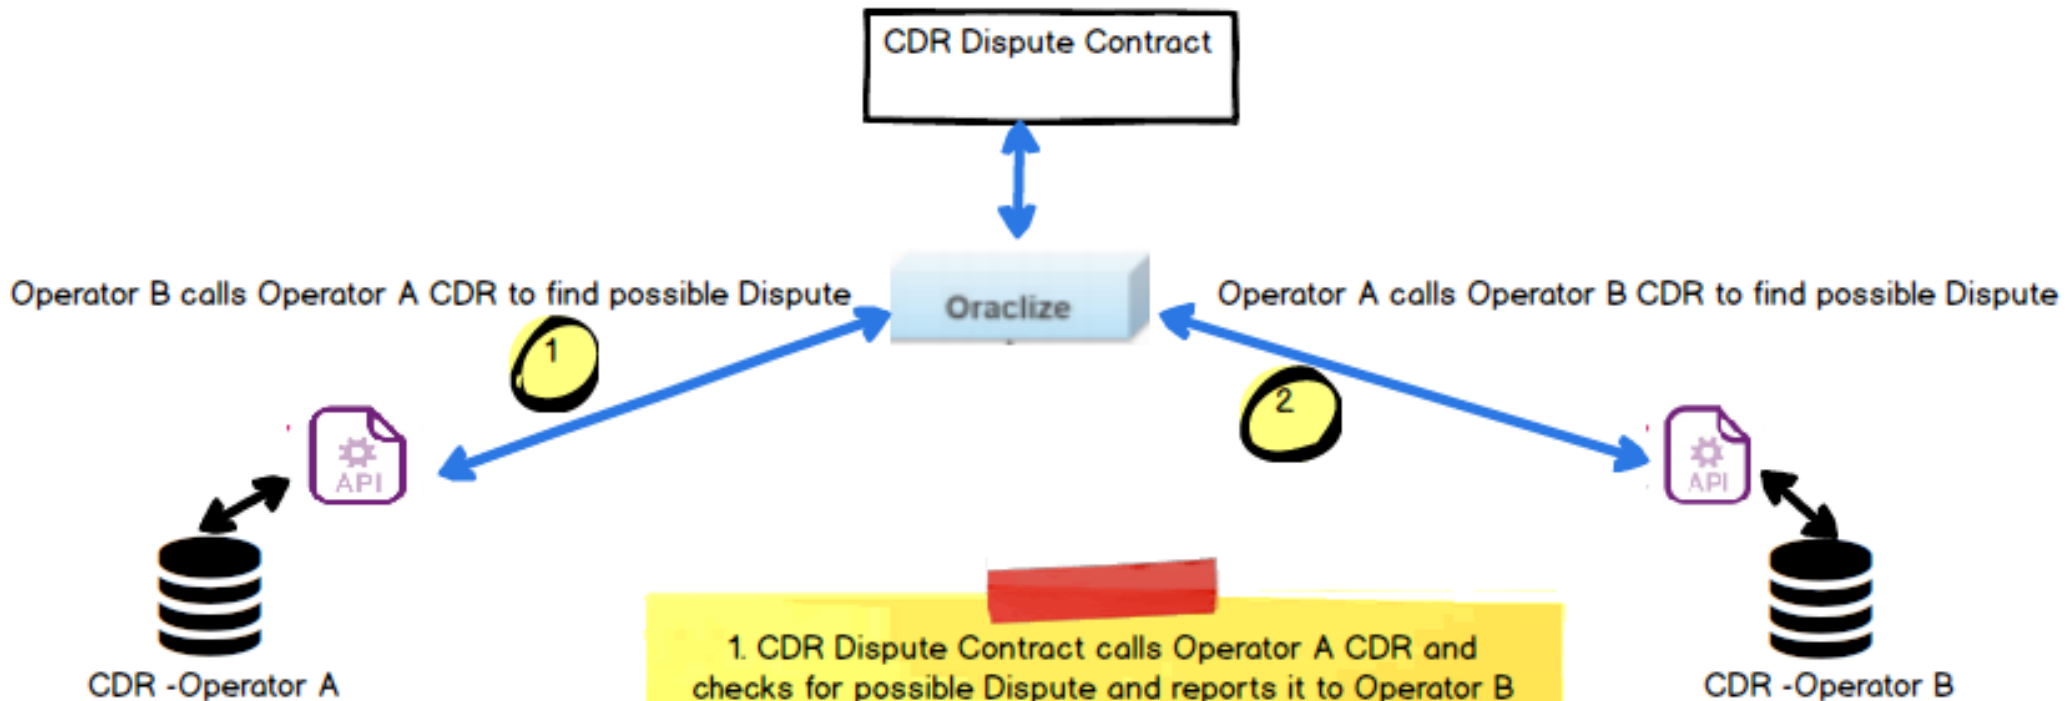 CDR Dispute Contract
Operator B calls Operator A CDR to find possible Dispute
Oraclize
Operator A calls Operator B CDR to find possible Dispute
1
2
API
API
CDR -Operator A
1. CDR Dispute Contract calls Operator A CDR and
checks for possible Dispute and reports it to Operator B
CDR -Operator B